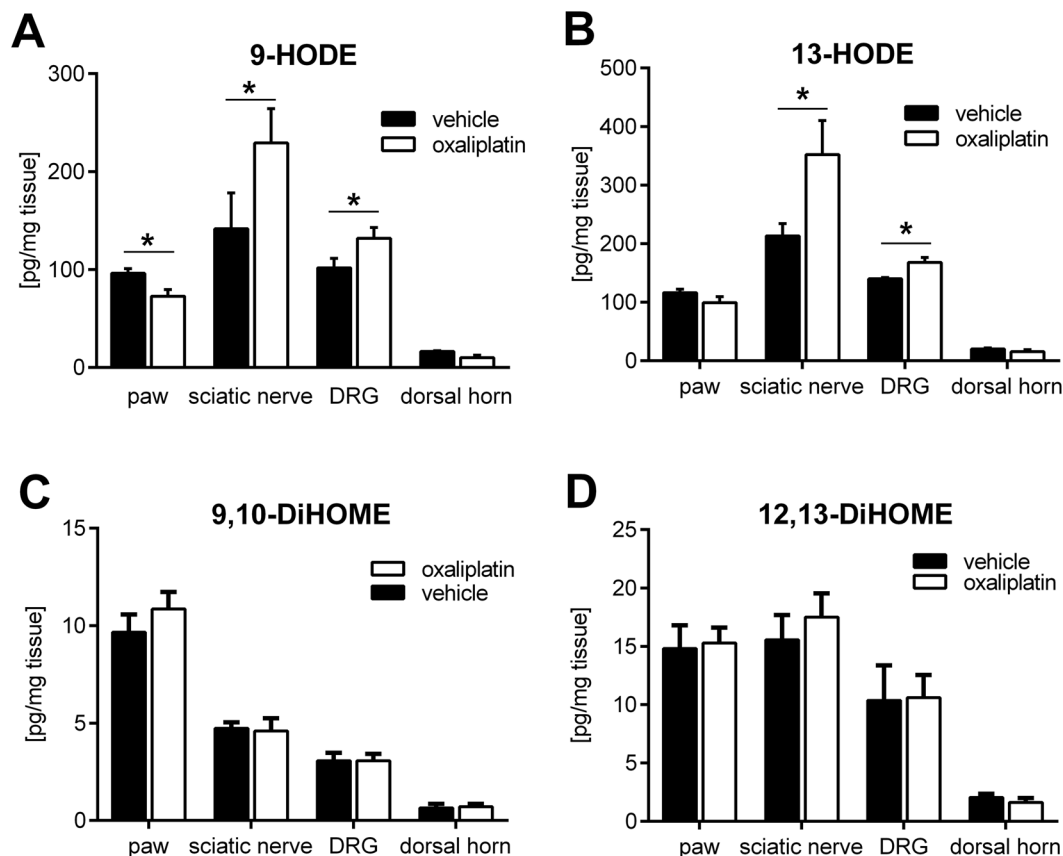 A
9-HODE
[pg/mg tissue]
300
200
100
0
*
*
*
vehicle
oxaliplatin
paw
sciatic nerve
DRG
dorsal horn
B
13-HODE
[pg/mg tissue]
500
400
300
200
100
0
*
*
vehicle
oxaliplatin
paw
sciatic nerve
DRG
dorsal horn
C
9,10-DiHOME
[pg/mg tissue]
15
10
5
0
oxaliplatin
vehicle
paw
sciatic nerve
DRG
dorsal horn
D
12,13-DiHOME
[pg/mg tissue]
25
20
15
10
5
0
vehicle
oxaliplatin
paw
sciatic nerve
DRG
dorsal horn